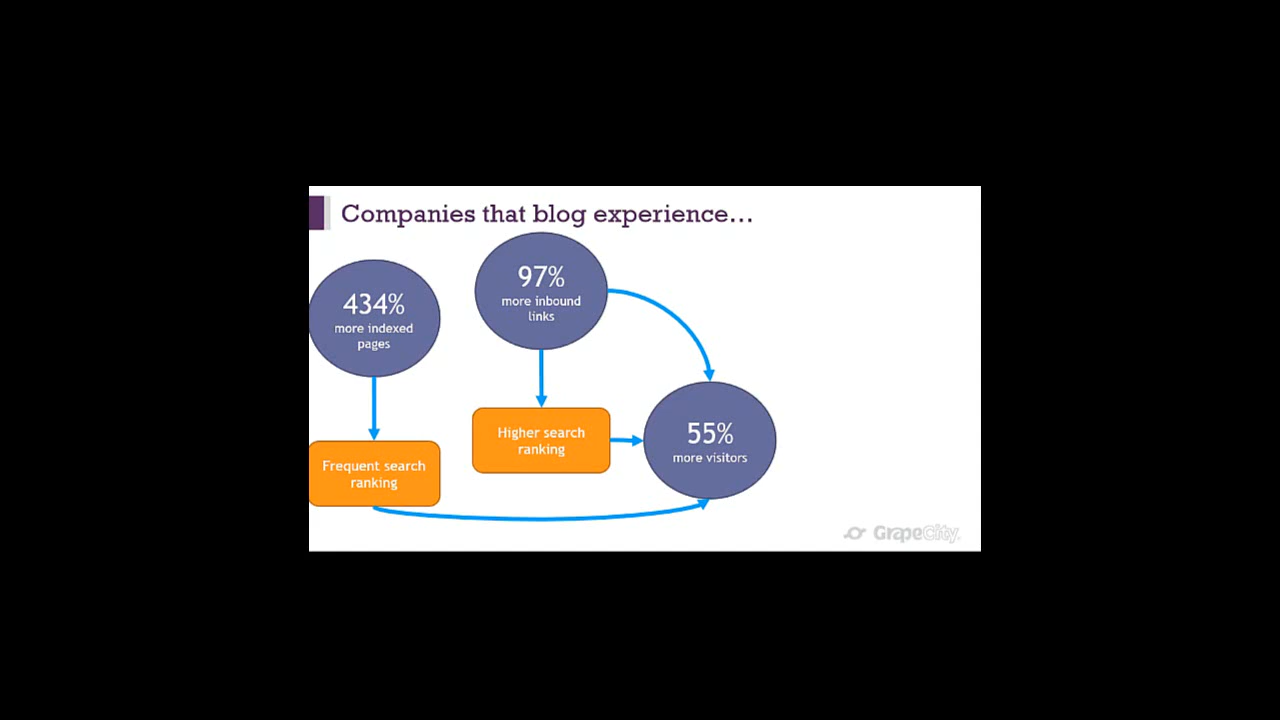 Companies that blog experience...
434%
more indexed
pages
97%
more inbound
links
Frequent search
ranking
Higher search
ranking
55%
more visitors
GrapeCity